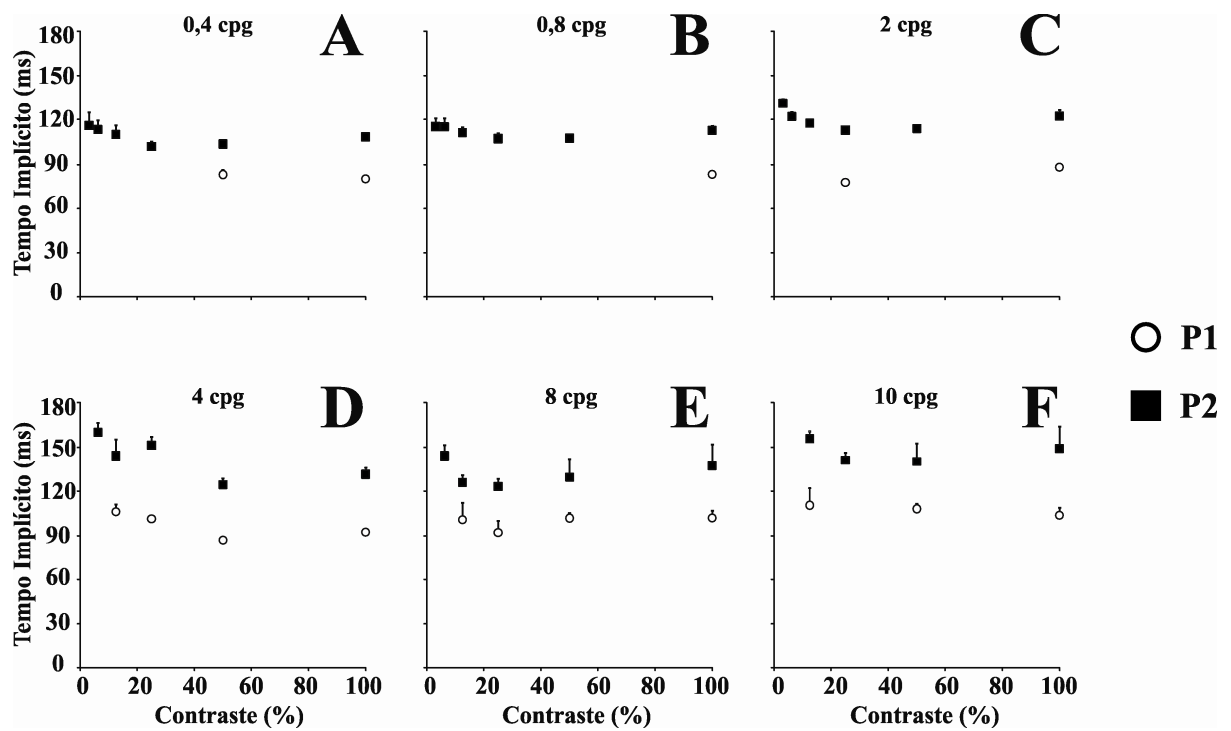 0,4 cpg
A
0,8 cpg
B
2 cpg
C
Tempo Implícito (ms)
180
150
120
90
60
30
0
P1
P2
4 cpg
D
8 cpg
E
10 cpg
F
Tempo Implícito (ms)
180
150
120
90
60
30
0
0 20 40 60 80 100
0 20 40 60 80 100
0 20 40 60 80 100
Contraste (%)
Contraste (%)
Contraste (%)